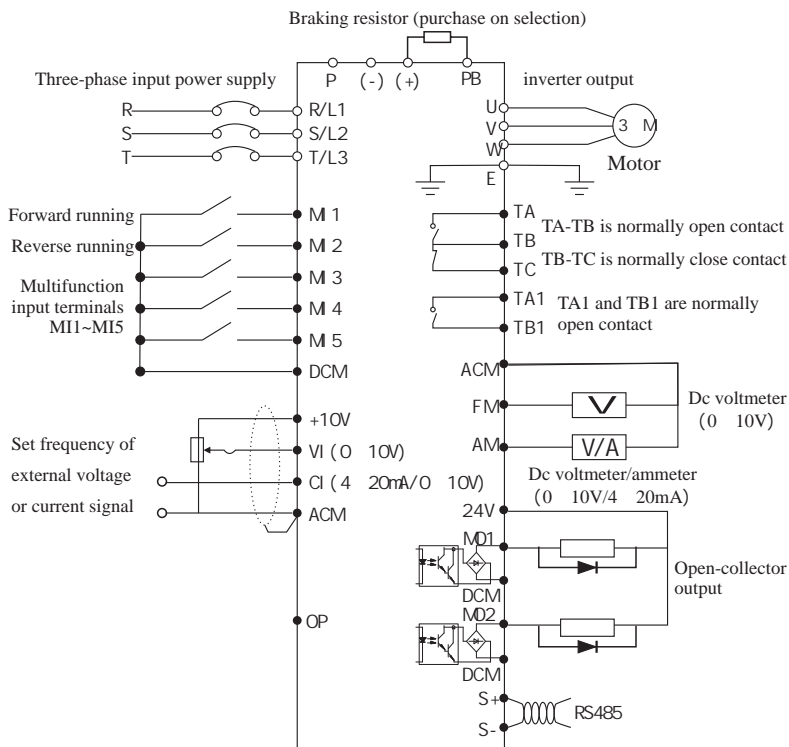 Braking resistor (purchase on selection)
P (-) (+) PB
Three-phase input power supply
inverter output
R R/L1
S S/L2
T T/L3
U
V
W
E
3 M
Motor
Forward running
Reverse running
Multifunction
input terminals
MI1~MI5
MI 1
MI 2
MI 3
MI 4
MI 5
DCM
TA
TB
TC
TA1
TB1
TA-TB is normally open contact
TB-TC is normally close contact
TA1 and TB1 are normally
open contact
ACM
FM
AM
V
V/A
Dc voltmeter
(0 10V)
Dc voltmeter/ammeter
(0 10V/4 20mA)
Set frequency of
external voltage
or current signal
+10V
VI (0 10V)
CI (4 20mA/0 10V)
ACM
OP
24V
MO1
DCM
MO2
DCM
Open-collector
output
S+
S-
RS485